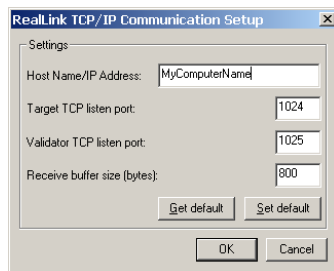 RealLink TCP/IP Communication Setup
Settings
Host Name/IP Address: MyComputerName
Target TCP listen port: 1024
Validator TCP listen port: 1025
Receive buffer size (bytes): 800
Get default Set default
OK Cancel